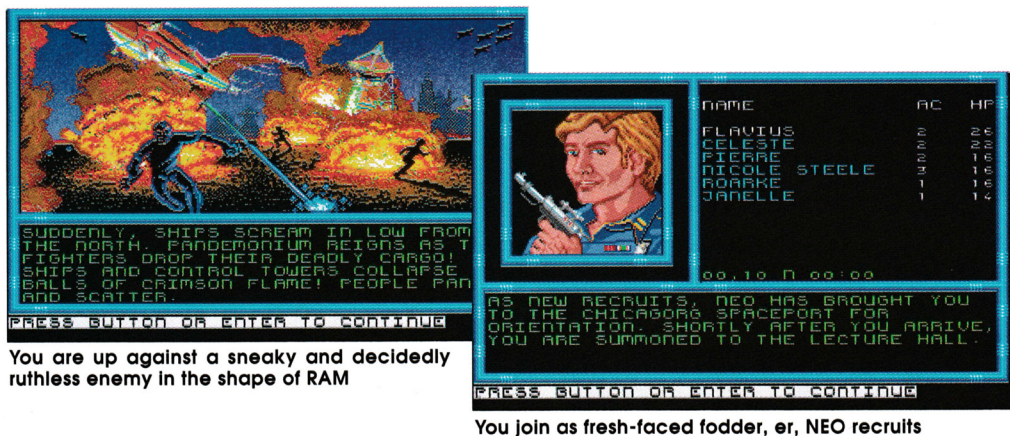 SUDDENLY, SHIPS SCREAM IN LOW FROM
THE NORTH. PANDEMONIUM REIGNS AS
FIGHTERS DROP THEIR DEADLY CARGO!
SHIPS AND CONTROL TOWERS COLLAPSE
BALLS OF CRIMSON FLAME! PEOPLE
AND SCATTER.
PRESS BUTTON OR ENTER TO CONTINUE
You are up against a sneaky and decidedly
ruthless enemy in the shape of RAM
NAME AC HP
FLAVIUS 2 26
CELESTE 2 22
PIERRE 2 16
NICOLE STEELE 3 16
ROARKE 1 16
JANELLE 1 14
00,10 N 00:00
AS NEW RECRUITS, NEO HAS BROUGHT YOU
TO THE CHICAGORG SPACEPORT FOR
ORIENTATION. SHORTLY AFTER YOU ARRIVE,
YOU ARE SUMMONED TO THE LECTURE HALL.
PRESS BUTTON OR ENTER TO CONTINUE
You join as fresh-faced fodder, er, NEO recruits